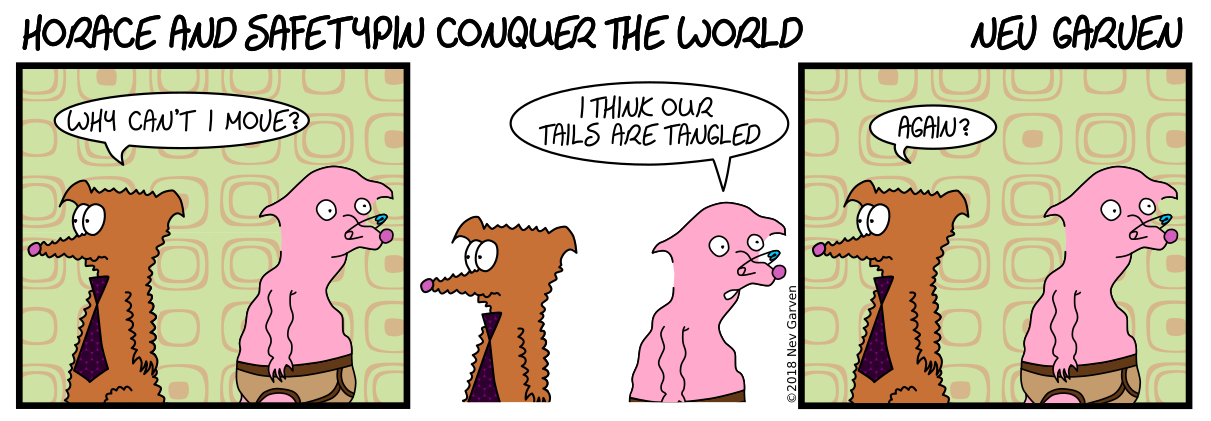 HORACE AND SAFETYPIN CONQUER THE WORLD
NEV GARVEN
WHY CAN'T I MOVE?
I THINK OUR
TAILS ARE TANGLED
©2018 Nev Garven
AGAIN?